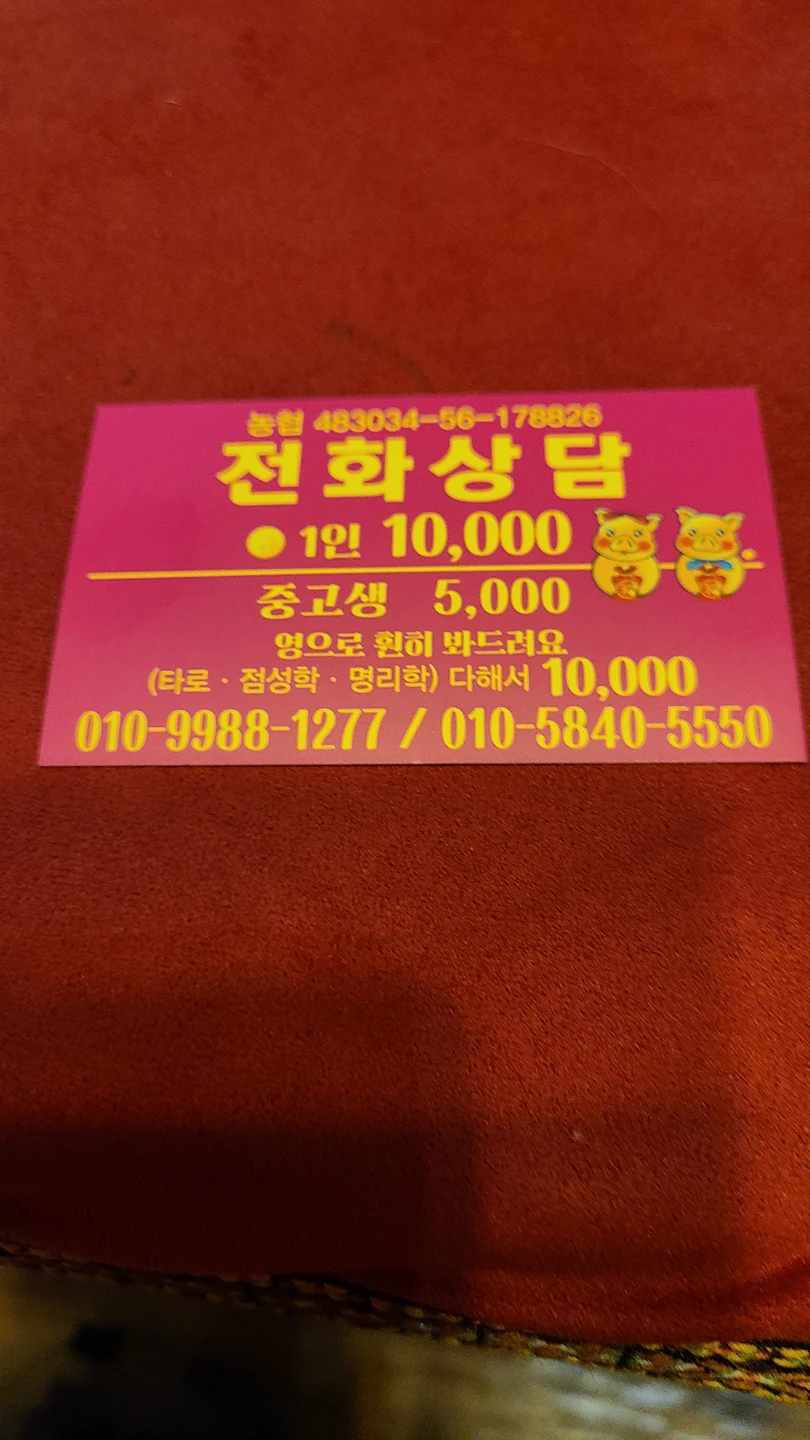 농협 483034-56-178826
전화상담
1인 10,000
중고생 5,000
영으로 훤히 봐드려요
(타로 · 점성학 · 명리학) 다해서 10,000
010-9988-1277 / 010-5840-5550